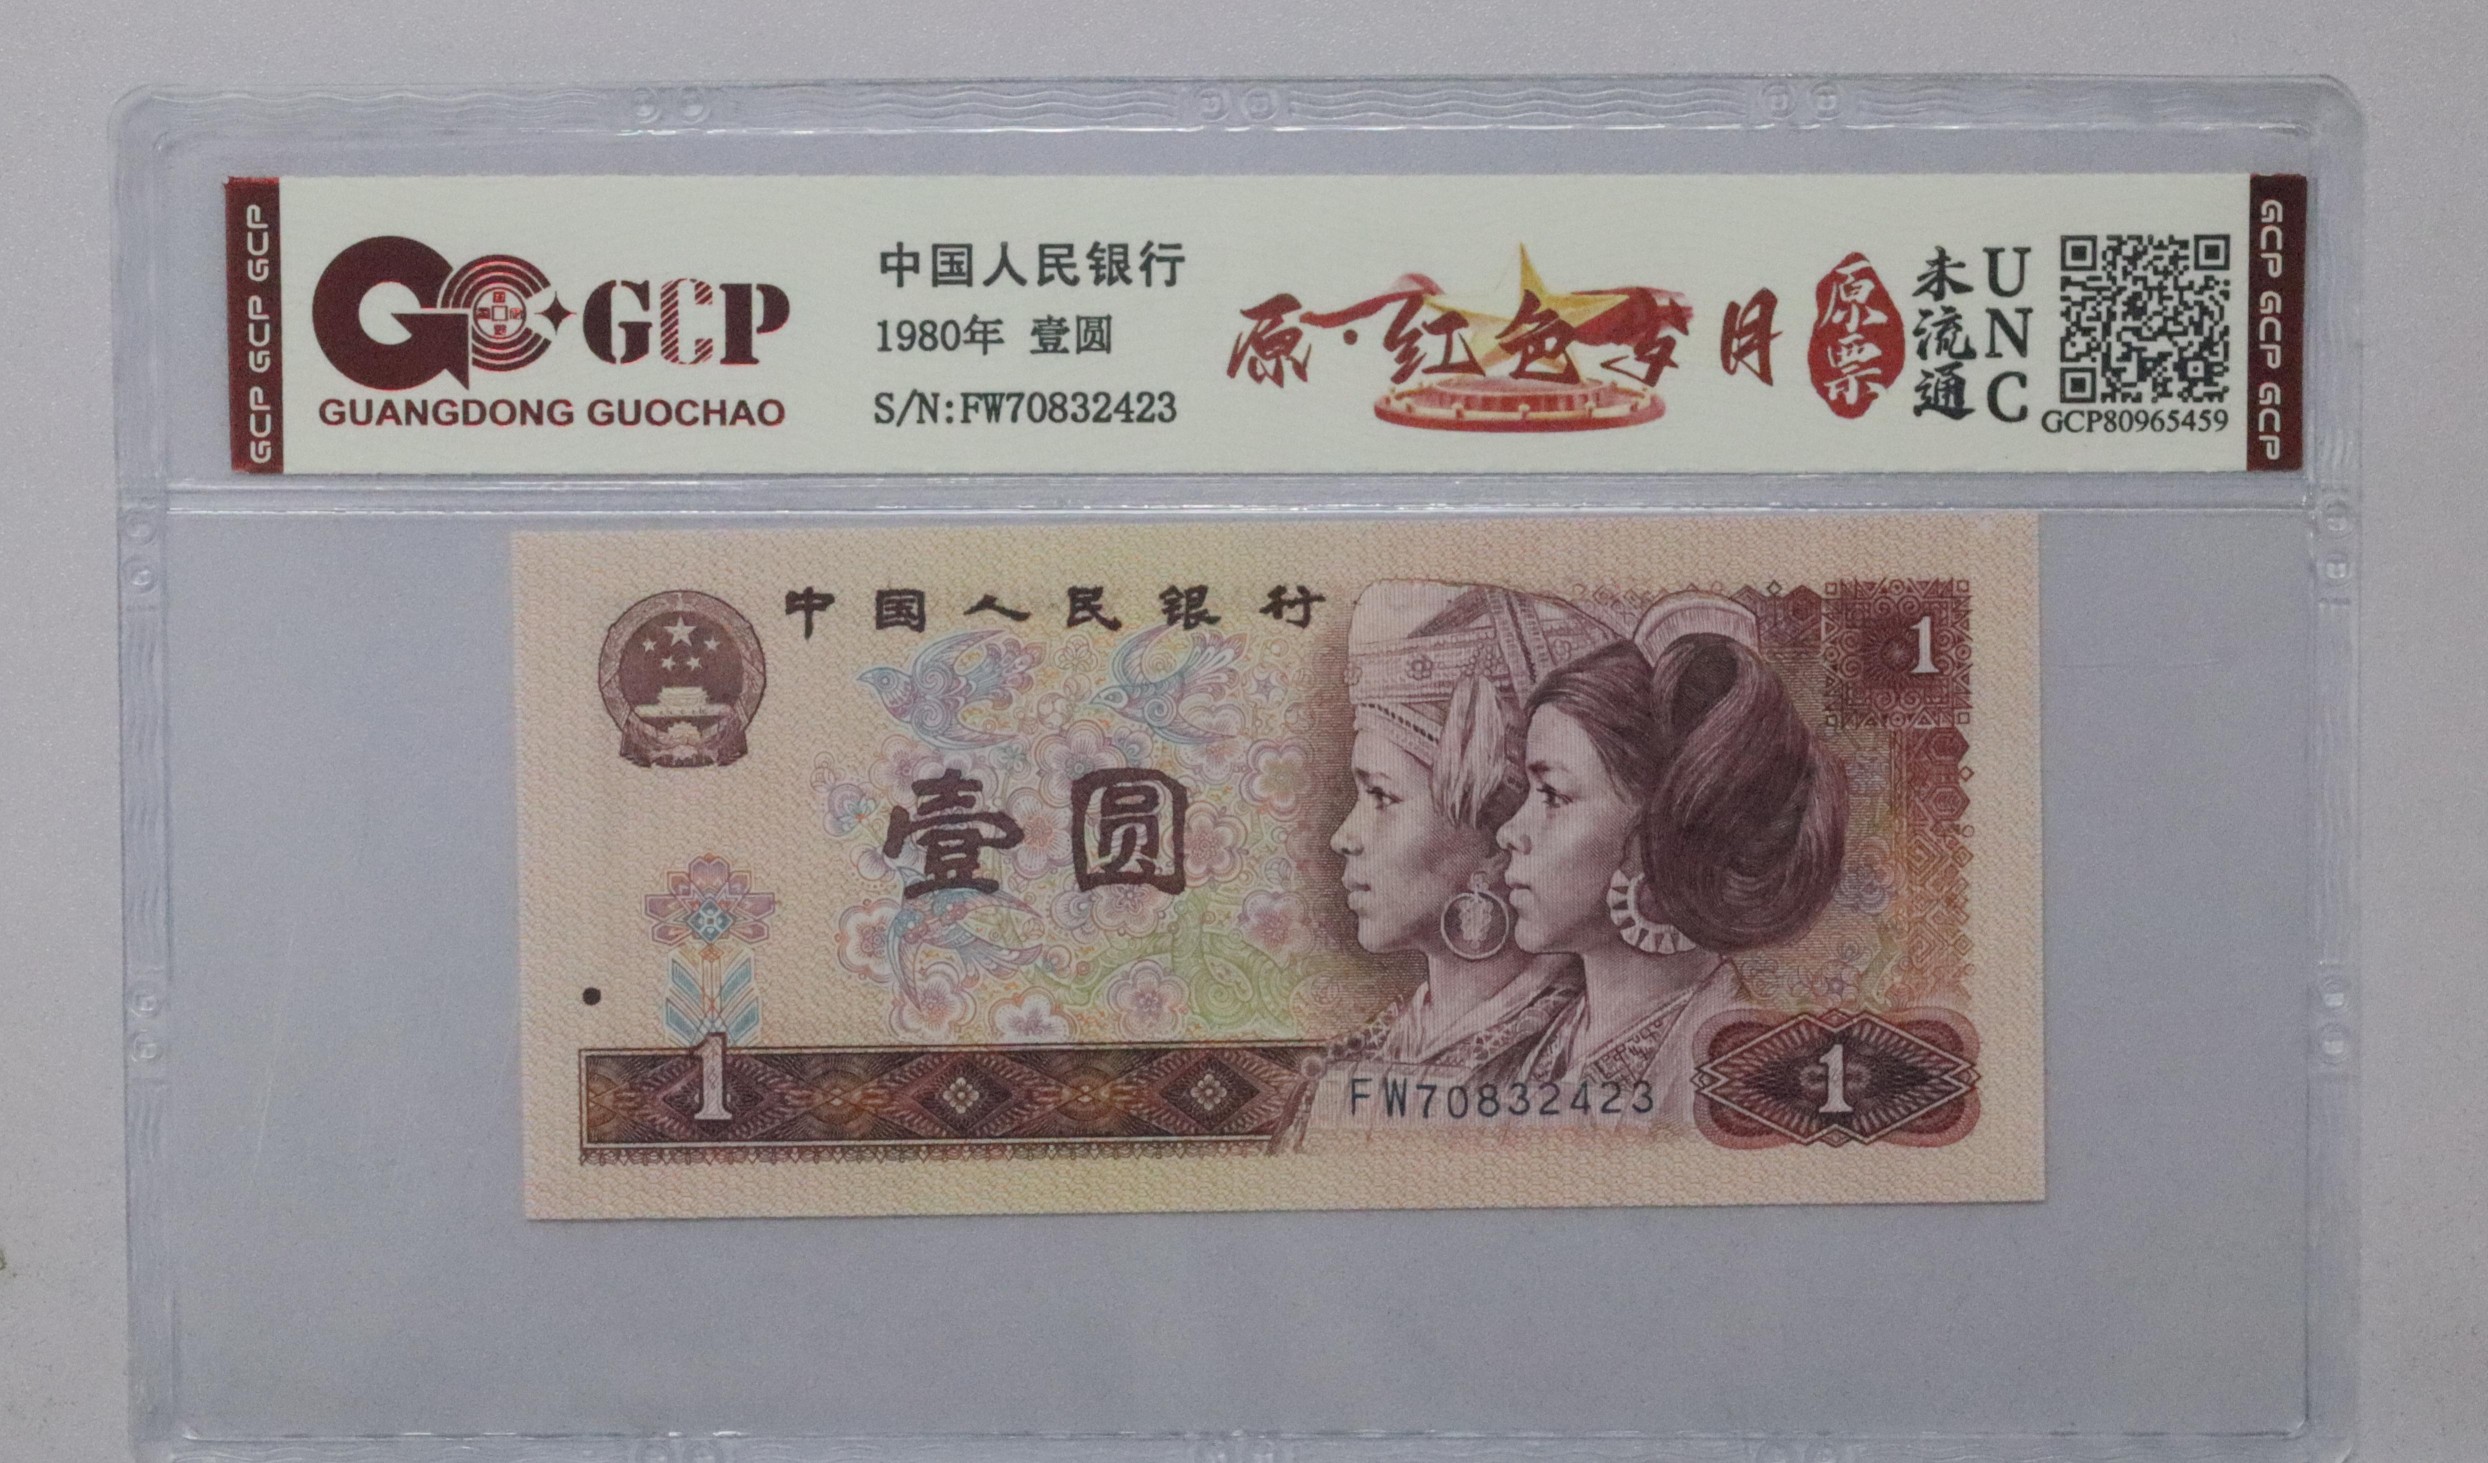 GCP GCP GCP
GCP
GUANGDONG GUOCHAO
中国人民银行
1980年 壹圆
S/N:FW70832423
原·红色岁月
原票
未流通
UNC
GCP80965459
GCP GCP GCP
中国人民银行
1
壹圆
1
FW70832423
1